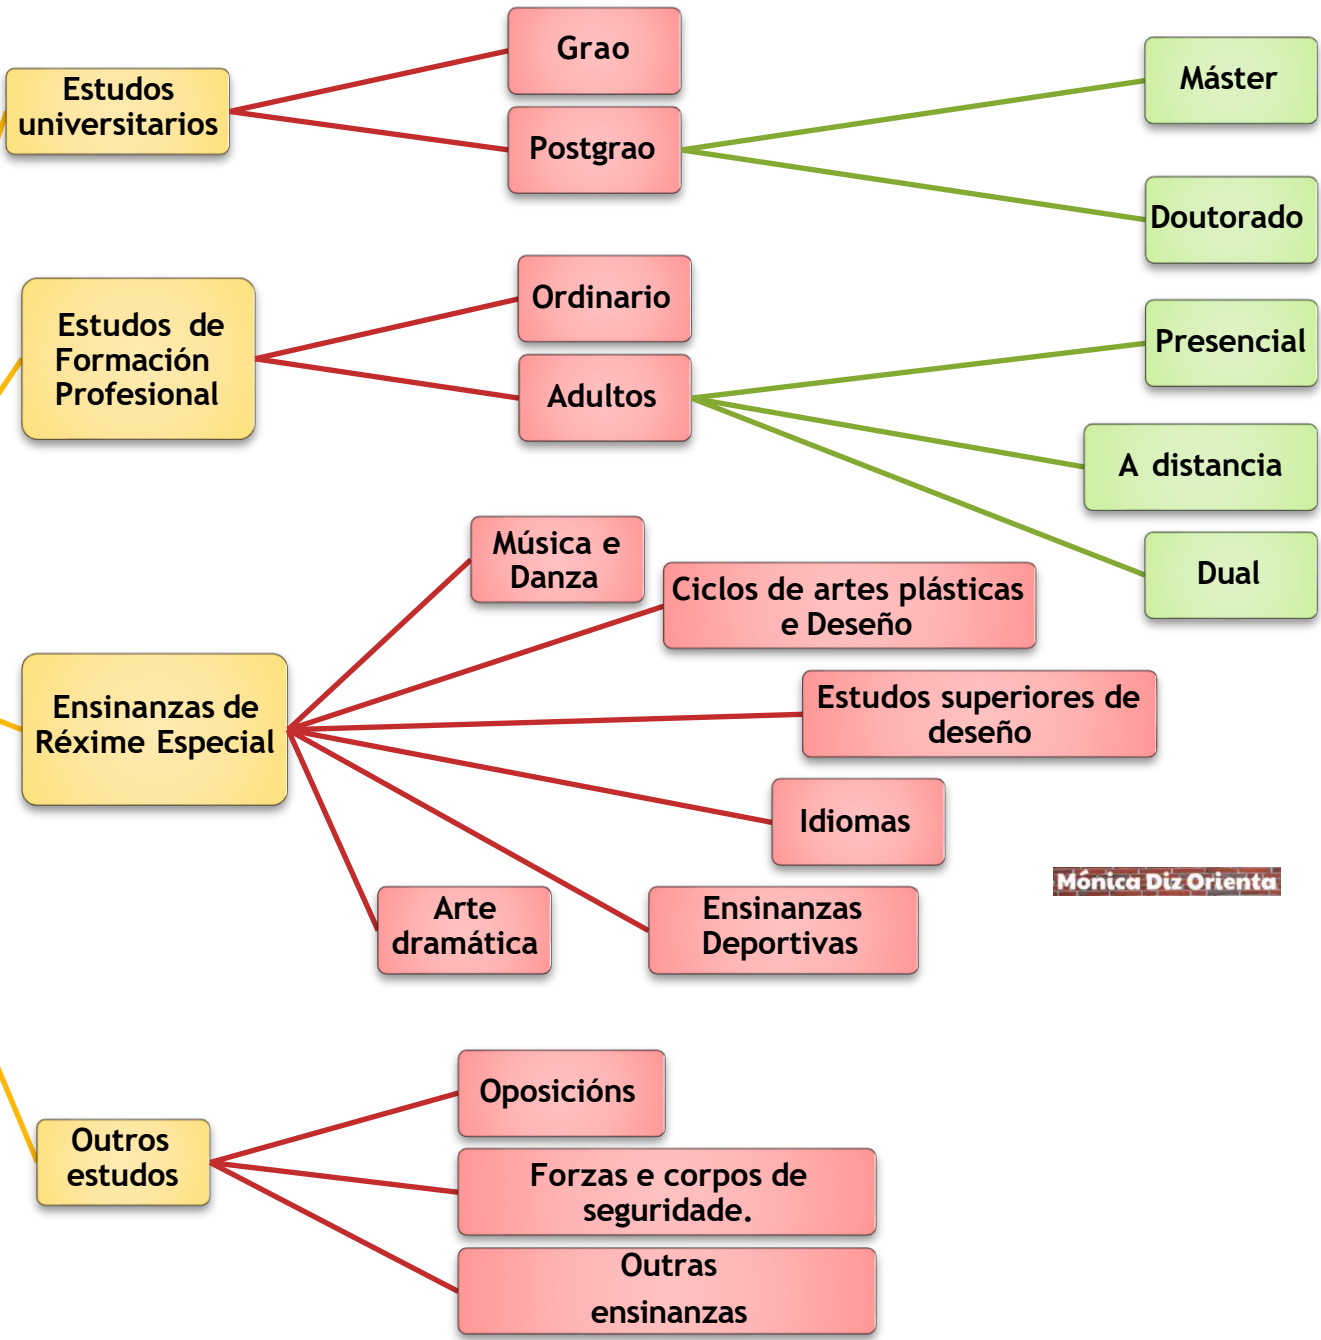 Estudos
universitarios
Grao
Postgrao
Máster
Doutorado
Estudos de
Formación
Profesional
Ordinario
Adultos
Presencial
A distancia
Dual
Ensinanzas de
Réxime Especial
Música e
Danza
Ciclos de artes plásticas
e Deseño
Estudos superiores de
deseño
Idiomas
Ensinanzas
Deportivas
Arte
dramática
Mónica Diz Orienta
Outros
estudos
Oposicións
Forzas e corpos de
seguridade.
Outras
ensinanzas